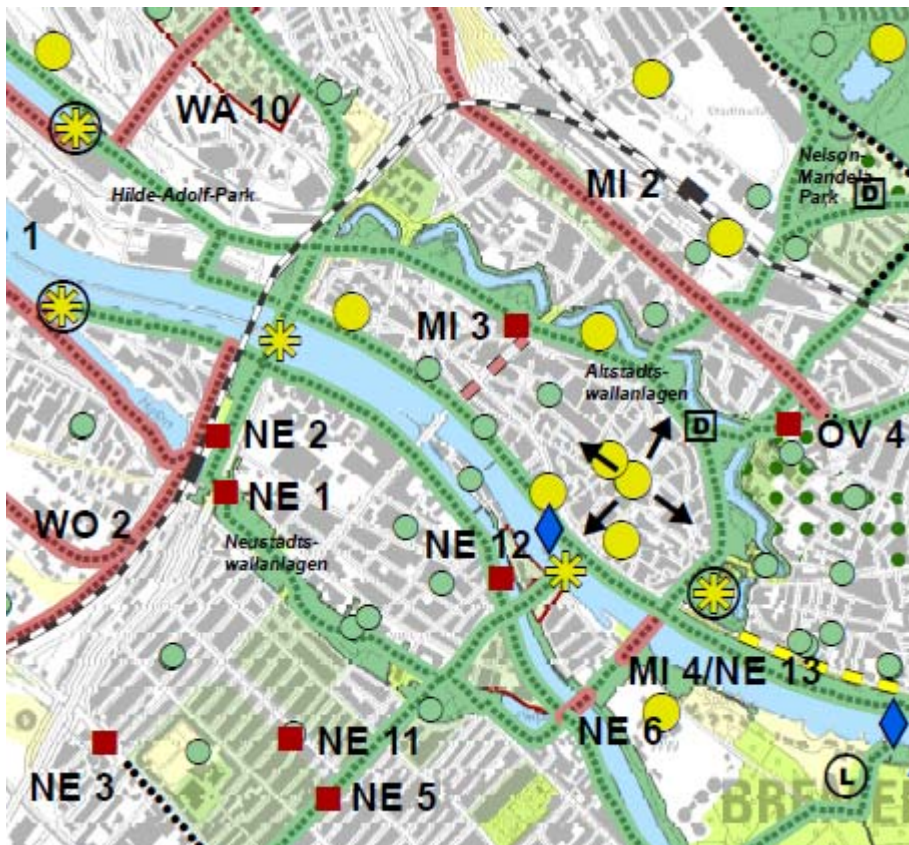 WA 10
Hilde-Adolf-Park
1
MI 2
Nelson-
Mandela
Park
D
MI 3
Altstadts-
wallanlagen
D
ÖV 4
NE 2
NE 1
WO 2
Neustadts-
wallanlagen
NE 12
MI 4/NE 13
NE 6
NE 11
NE 3
NE 5
L
BREMEN